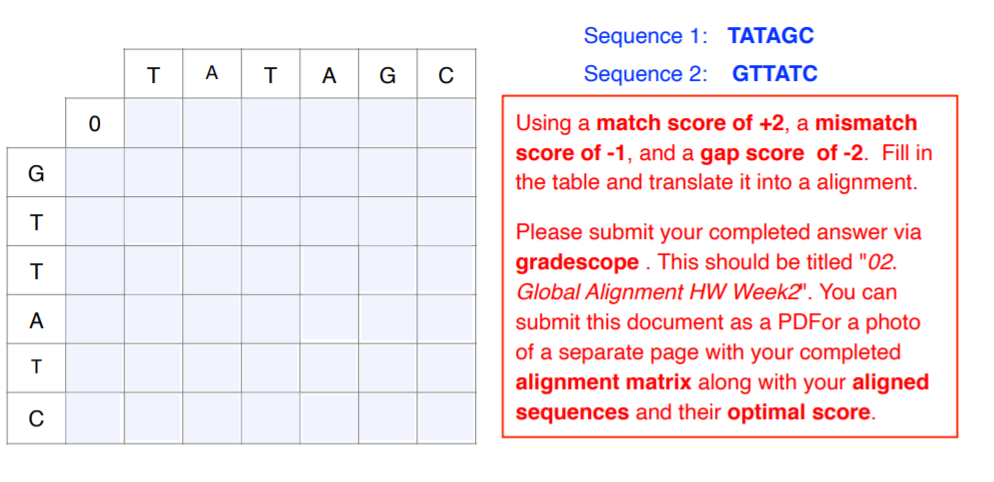 Sequence 1: TATAGC
Sequence 2: GTTATC
T A T A G C
0
G
T
T
A
T
C
Using a match score of +2, a mismatch
score of -1, and a gap score of -2. Fill in
the table and translate it into a alignment.
Please submit your completed answer via
gradescope . This should be titled "02.
Global Alignment HW Week2". You can
submit this document as a PDFor a photo
of a separate page with your completed
alignment matrix along with your aligned
sequences and their optimal score.